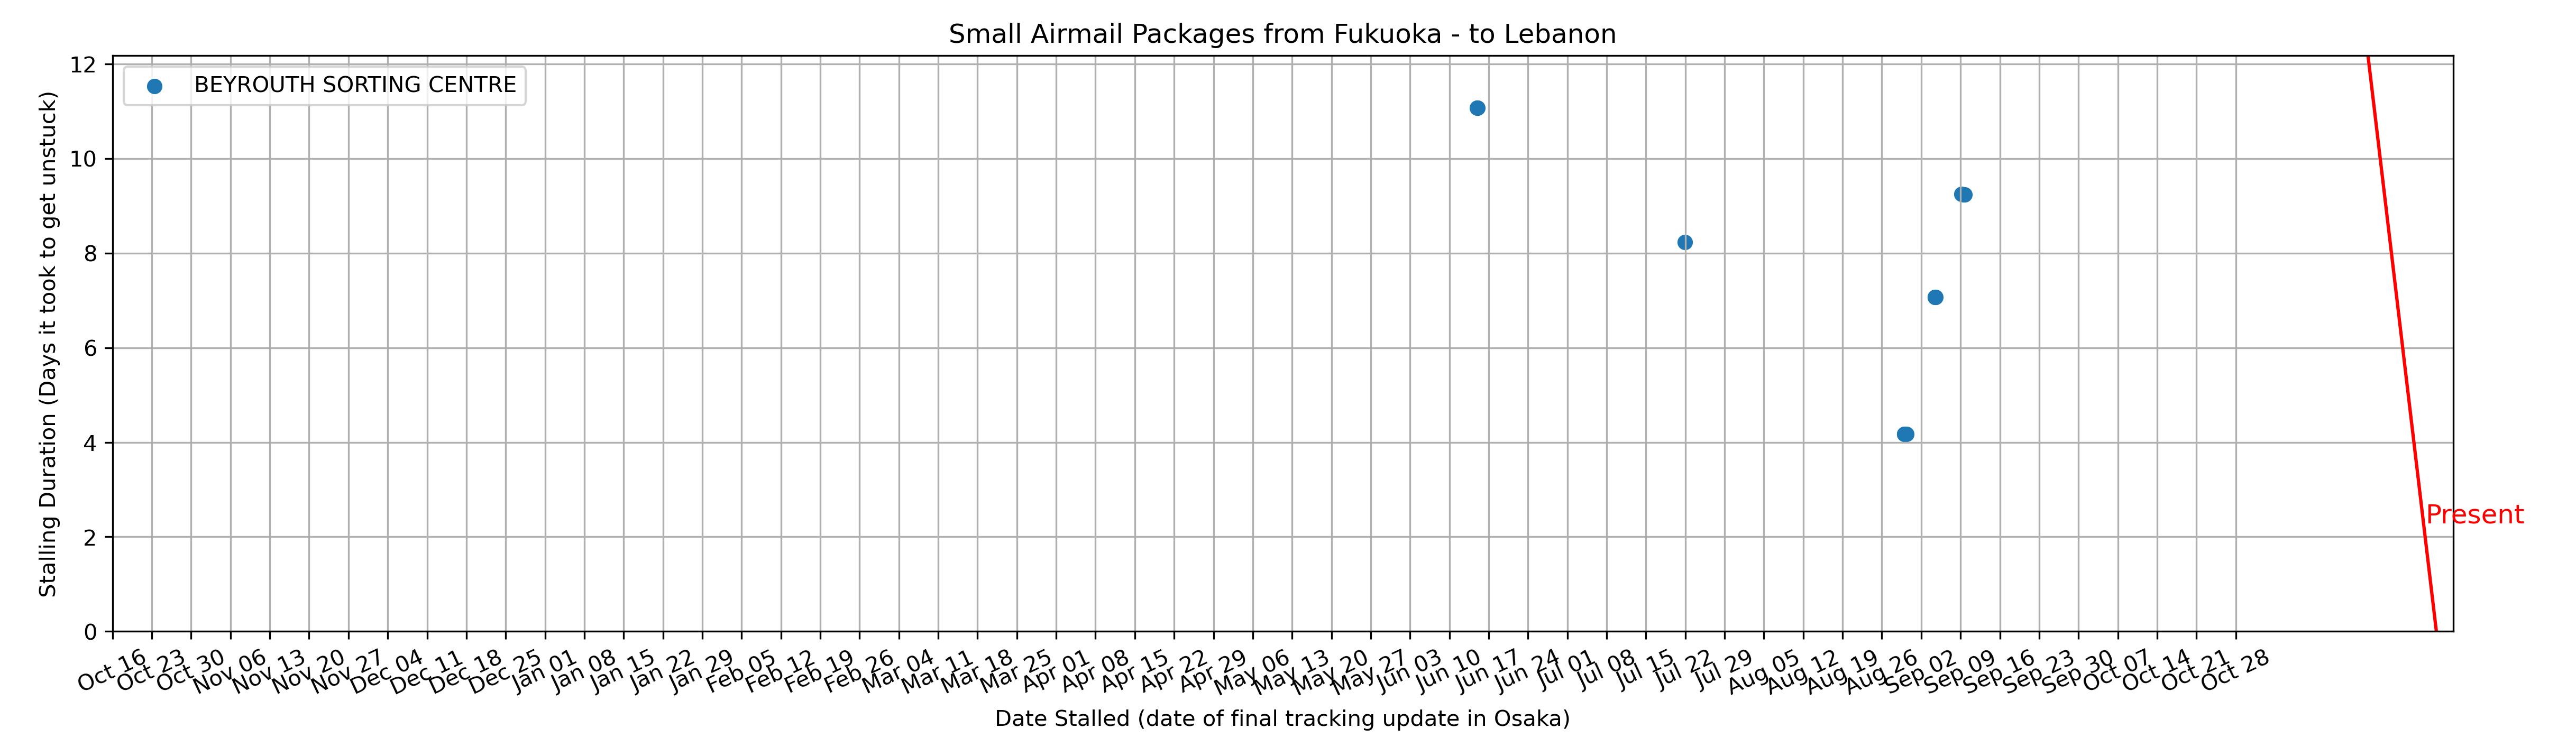 Small Airmail Packages from Fukuoka - to Lebanon
BEYROUTH SORTING CENTRE
Stalling Duration (Days it took to get unstuck)
12
10
8
6
4
2
0
Present
Oct 16 Oct 23 Oct 30 Nov 06 Nov 13 Nov 20 Nov 27 Dec 04 Dec 11 Dec 18 Dec 25 Jan 01 Jan 08 Jan 15 Jan 22 Jan 29 Feb 05 Feb 12 Feb 19 Feb 26 Mar 04 Mar 11 Mar 18 Mar 25 Apr 01 Apr 08 Apr 15 Apr 22 Apr 29 May 06 May 13 May 20 May 27 Jun 03 Jun 10 Jun 17 Jun 24 Jul 01 Jul 08 Jul 15 Jul 22 Jul 29 Aug 05 Aug 12 Aug 19 Aug 26 Sep 02 Sep 09 Sep 16 Sep 23 Sep 30 Oct 07 Oct 14 Oct 21 Oct 28
Date Stalled (date of final tracking update in Osaka)